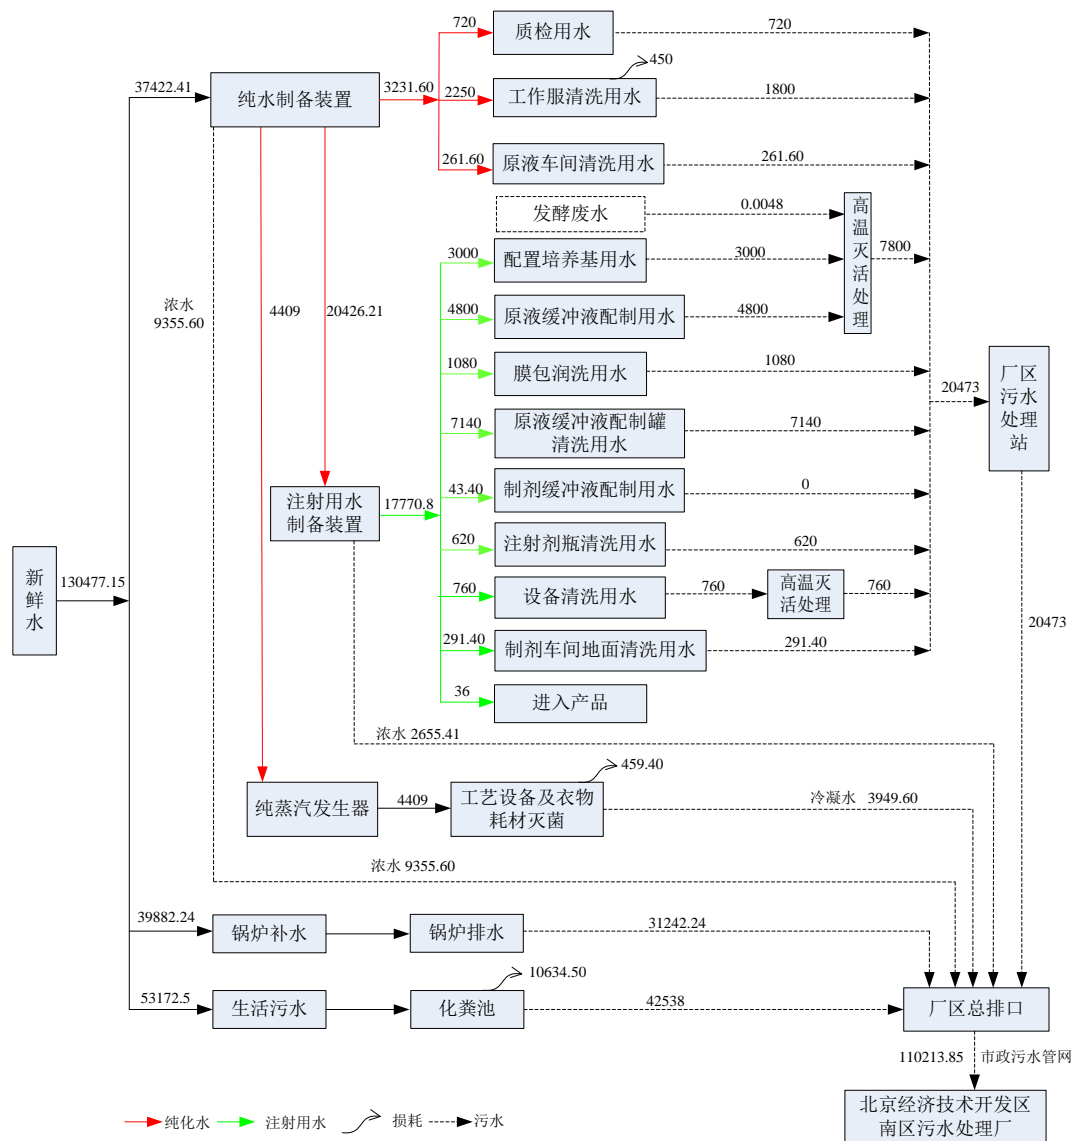 720
质检用水
720
450
37422.41
纯水制备装置
3231.60
2250
工作服清洗用水
1800
261.60
原液车间清洗用水
261.60
发酵废水
0.0048
高温灭活处理
7800
3000
配置培养基用水
3000
浓水
9355.60
4409
20426.21
4800
原液缓冲液配制用水
4800
1080
膜包润洗用水
1080
20473
厂区
污水
处理
站
7140
原液缓冲液配制罐
清洗用水
7140
注射用水
制备装置
17770.8
43.40
制剂缓冲液配制用水
0
620
注射剂瓶清洗用水
620
新鲜水
130477.15
760
设备清洗用水
760
高温灭
活处理
760
20473
291.40
制剂车间地面清洗用水
291.40
36
进入产品
浓水 2655.41
459.40
纯蒸汽发生器
4409
工艺设备及衣物
耗材灭菌
冷凝水 3949.60
浓水 9355.60
39882.24
锅炉补水
锅炉排水
31242.24
10634.50
53172.5
生活污水
化粪池
42538
厂区总排口
110213.85
市政污水管网
北京经济技术开发区
南区污水处理厂
纯化水
注射用水
损耗
污水